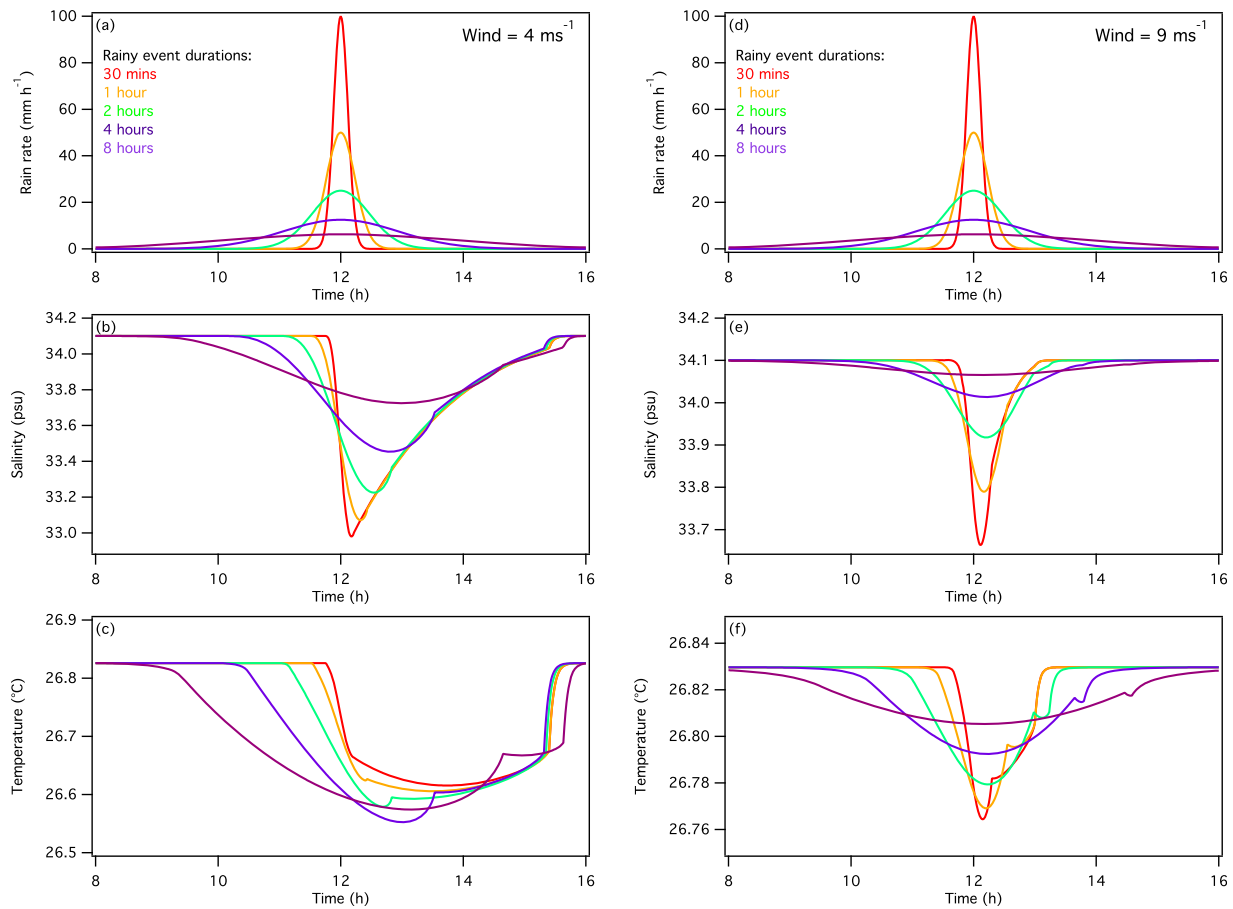 (a)
Wind = 4 ms-1
Rainy event durations:
30 mins
1 hour
2 hours
4 hours
8 hours
Rain rate (mm h-1)
100
80
60
40
20
0
8 10 12 14 16
Time (h)
(d)
Wind = 9 ms-1
Rainy event durations:
30 mins
1 hour
2 hours
4 hours
8 hours
Rain rate (mm h-1)
100
80
60
40
20
0
8 10 12 14 16
Time (h)
(b)
Salinity (psu)
34.2
34.0
33.8
33.6
33.4
33.2
33.0
8 10 12 14 16
Time (h)
(e)
Salinity (psu)
34.2
34.1
34.0
33.9
33.8
33.7
8 10 12 14 16
Time (h)
(c)
Temperature (°C)
26.9
26.8
26.7
26.6
26.5
8 10 12 14 16
Time (h)
(f)
Temperature (°C)
26.84
26.82
26.80
26.78
26.76
8 10 12 14 16
Time (h)